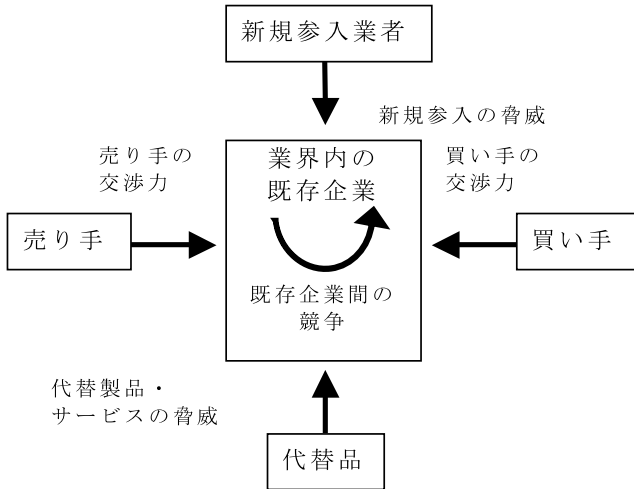 新規参入業者
新規参入の脅威
売り手の
交渉力
業界内の
既存企業
買い手の
交渉力
売り手
買い手
既存企業間の
競争
代替製品・
サービスの脅威
代替品